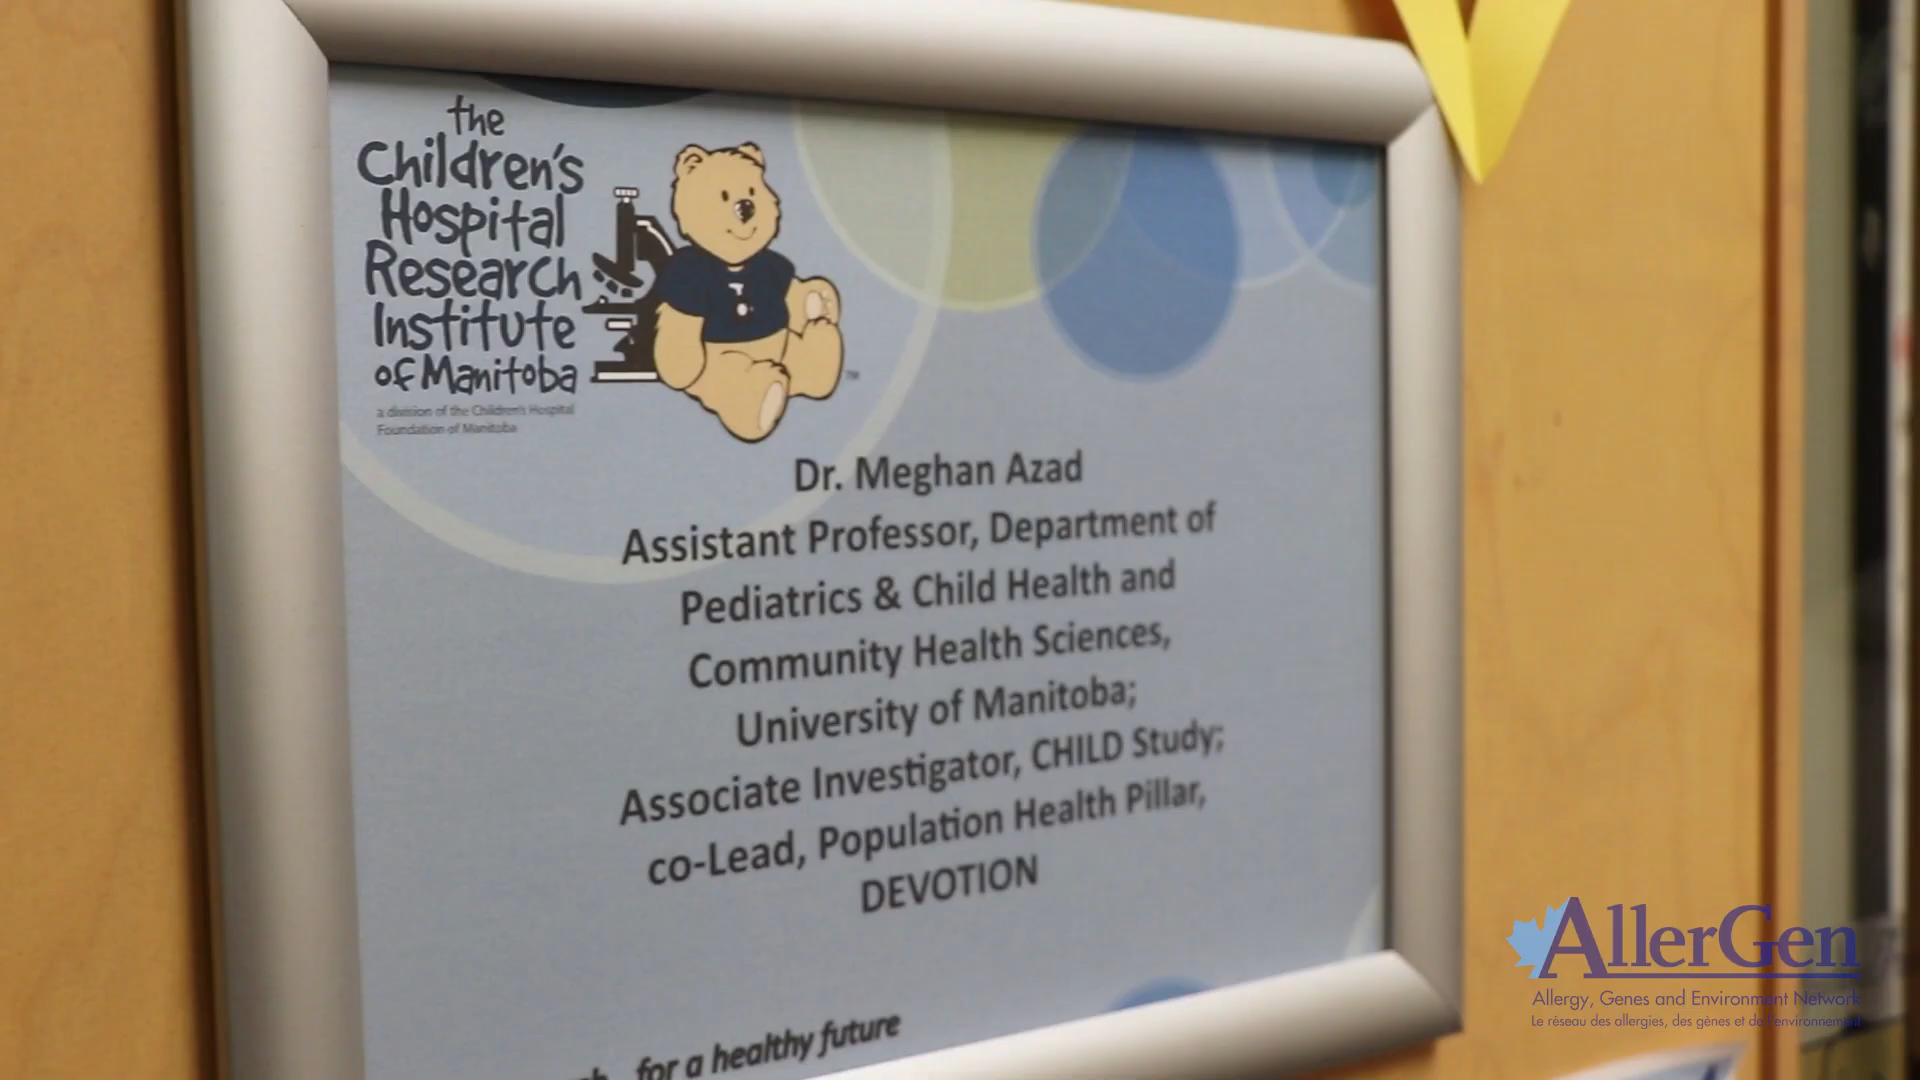 the
Children's
Hospital
Research
Institute
of Manitoba
a division of the Children's Hospital
Foundation of Manitoba
TM
Dr. Meghan Azad
Assistant Professor, Department of
Pediatrics & Child Health and
Community Health Sciences,
University of Manitoba;
Associate Investigator, CHILD Study;
co-Lead, Population Health Pillar,
DEVOTION
for a healthy future
AllerGen
Allergy, Genes and Environment Network
Le réseau des allergies, des gènes et de l'environnement